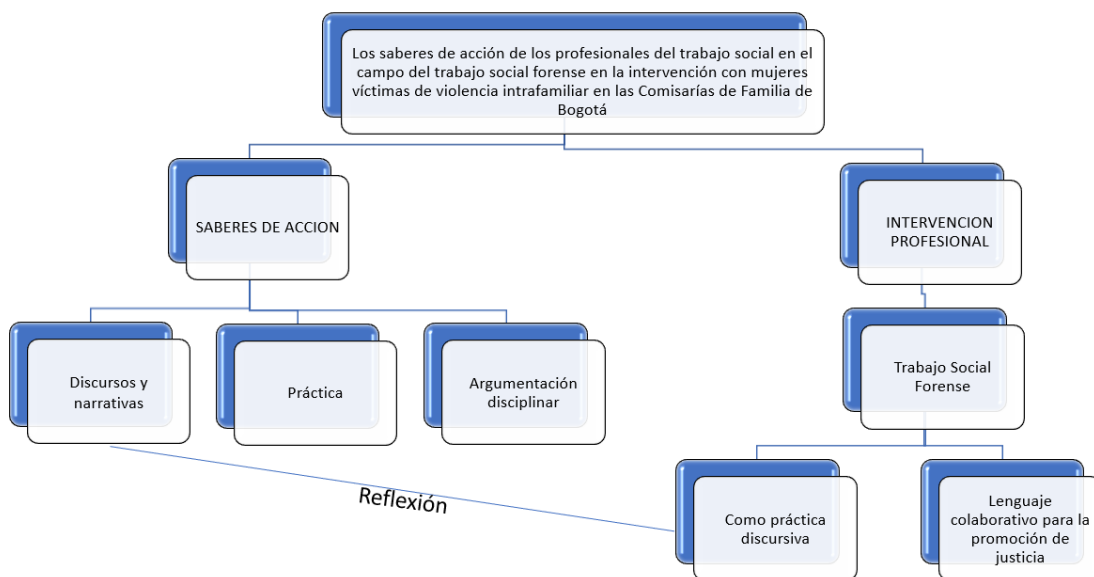 Los saberes de acción de los profesionales del trabajo social en el
campo del trabajo social forense en la intervención con mujeres
víctimas de violencia intrafamiliar en las Comisarías de Familia de
Bogotá
SABERES DE ACCION
INTERVENCION
PROFESIONAL
Discursos y
narrativas
Práctica
Argumentación
disciplinar
Trabajo Social
Forense
Reflexión
Como práctica
discursiva
Lenguaje
colaborativo para la
promoción de
justicia